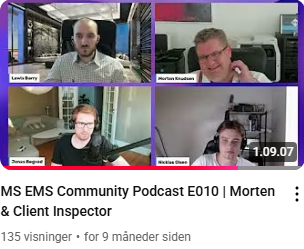 Lewis Barry
Morten Knudsen
Jonas Bøgvad
Nicklas Olsen
1.09.07
MS EMS Community Podcast E010 | Morten
& Client Inspector
135 visninger • for 9 måneder siden